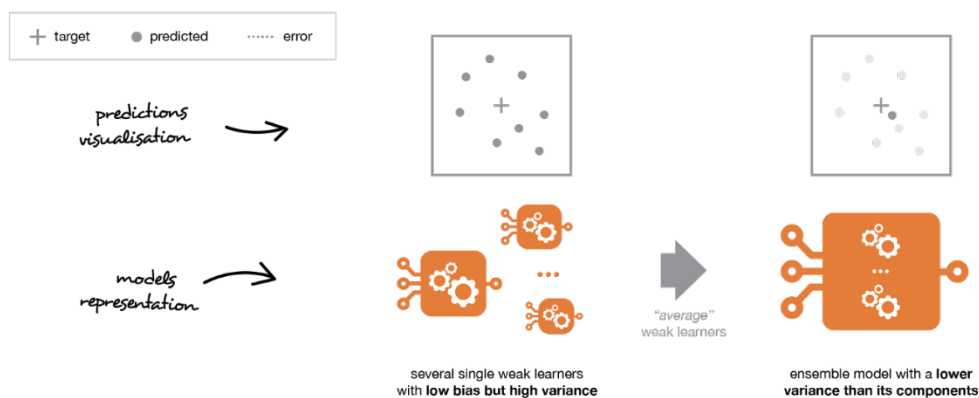 target predicted error
predictions
visualisation
models
representation
"average"
weak learners
several single weak learners
with low bias but high variance
ensemble model with a lower
variance than its components